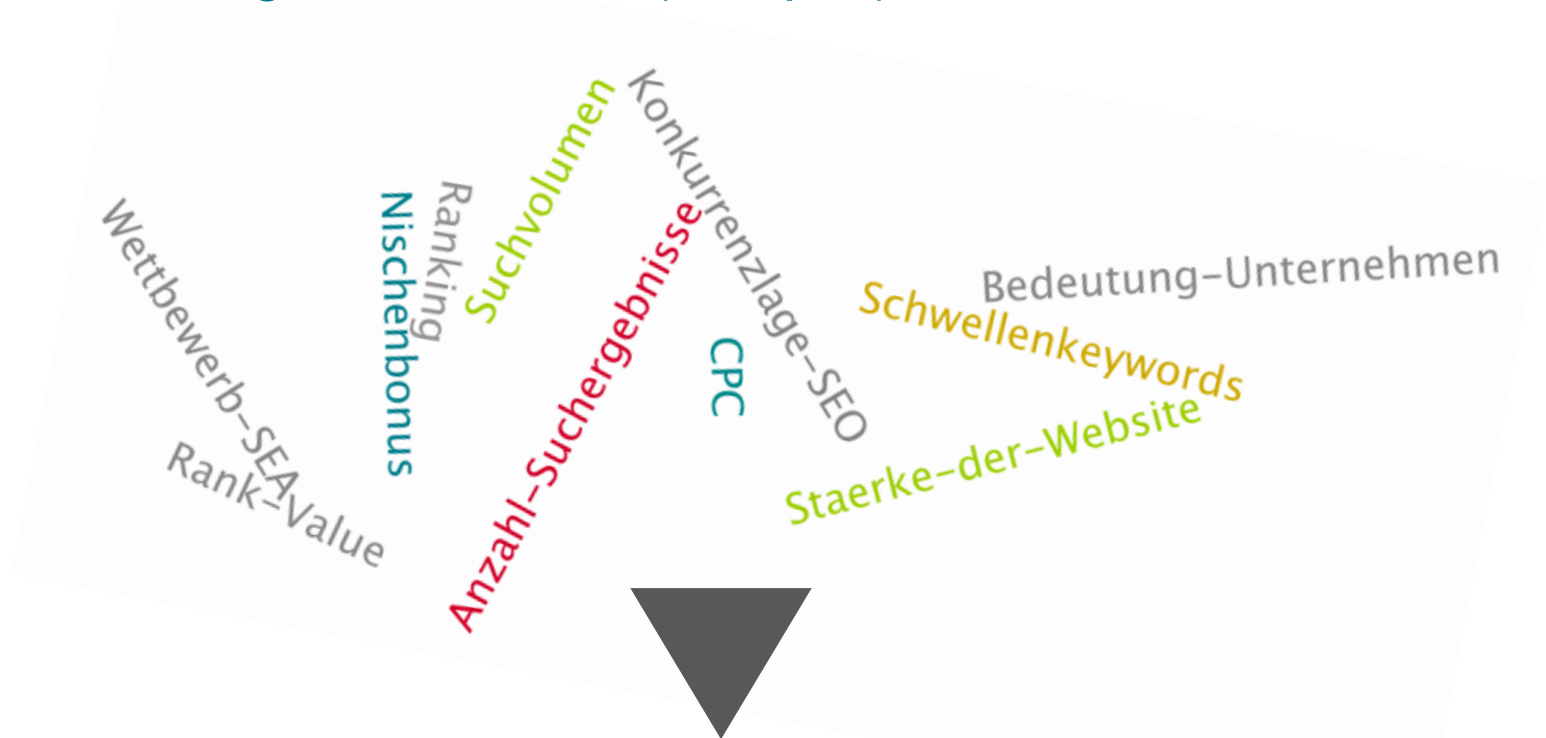 Konkurrenzlage-SEO
Suchvolumen
Ranking
Nischenbonus
Wettbewerb-SEA
Anzahl-Suchergebnisse
Bedeutung-Unternehmen
Schwellenkeywords
CPC
Staerke-der-Website
Rank-Value